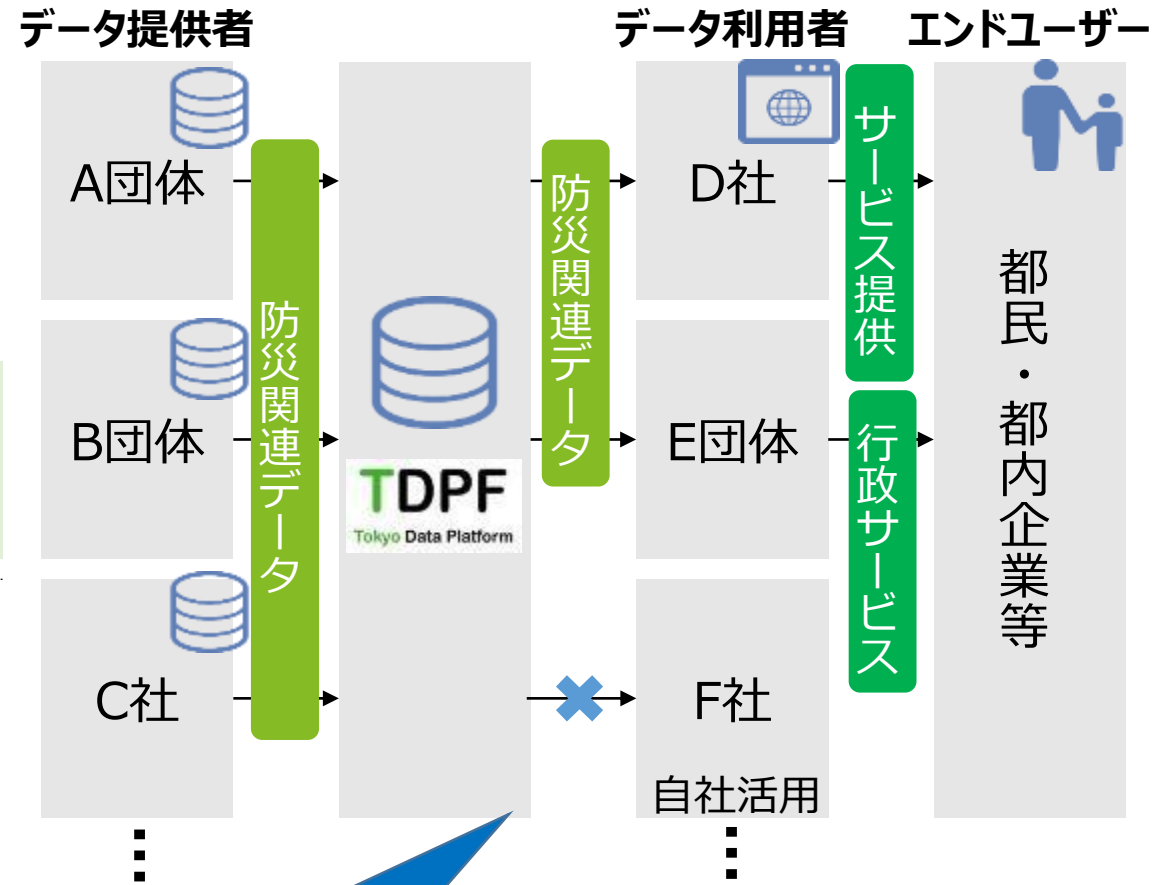 データ提供者
データ利用者
エンドユーザー
A団体
B団体
C社
防災関連データ
TDPF
Tokyo Data Platform
防災関連データ
D社
E団体
F社
自社活用
サービス提供
行政サービス
都民・都内企業等